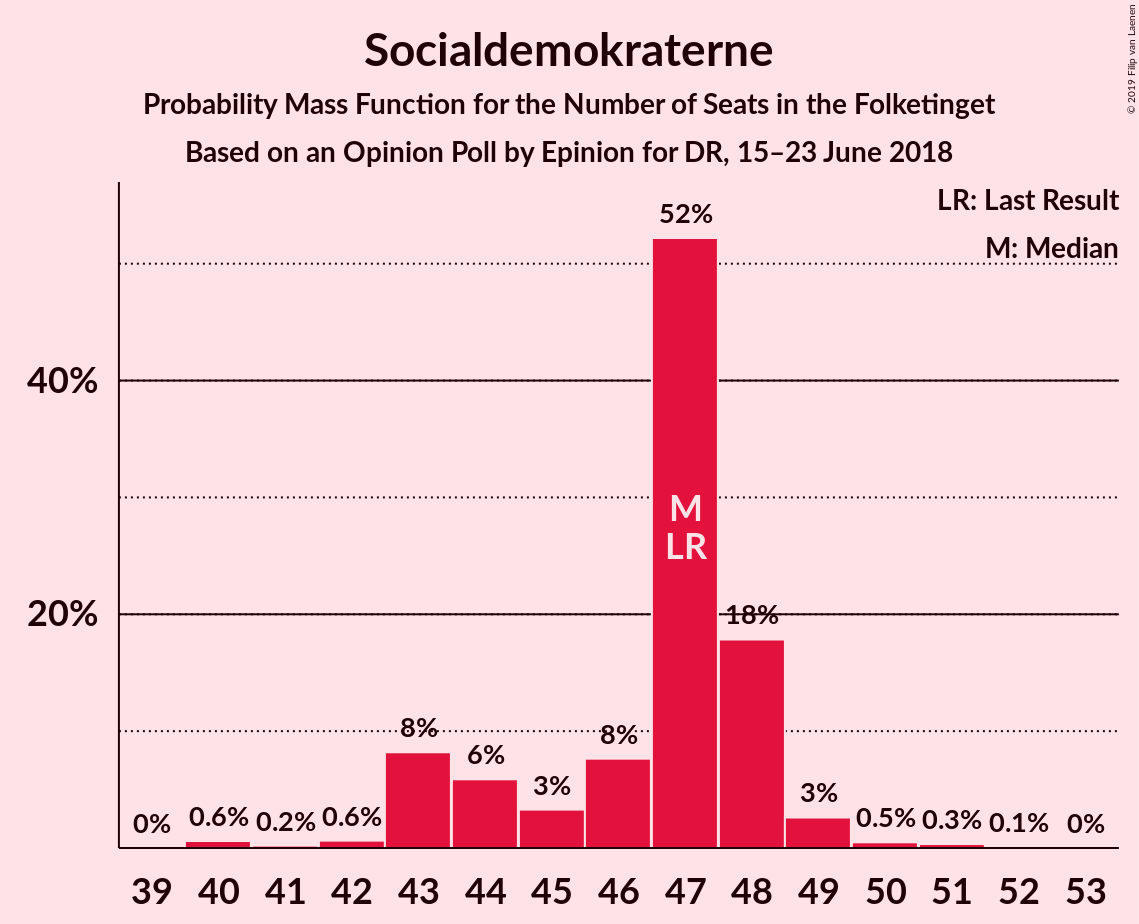 Socialdemokraterne
Probability Mass Function for the Number of Seats in the Folketinget
Based on an Opinion Poll by Epinion for DR, 15–23 June 2018
© 2019 Filip van Laenen
LR: Last Result
M: Median
40%
20%
0%
0.6%
0.2%
0.6%
8%
6%
3%
8%
52%
18%
3%
0.5%
0.3%
0.1%
0%
M
LR
39 40 41 42 43 44 45 46 47 48 49 50 51 52 53